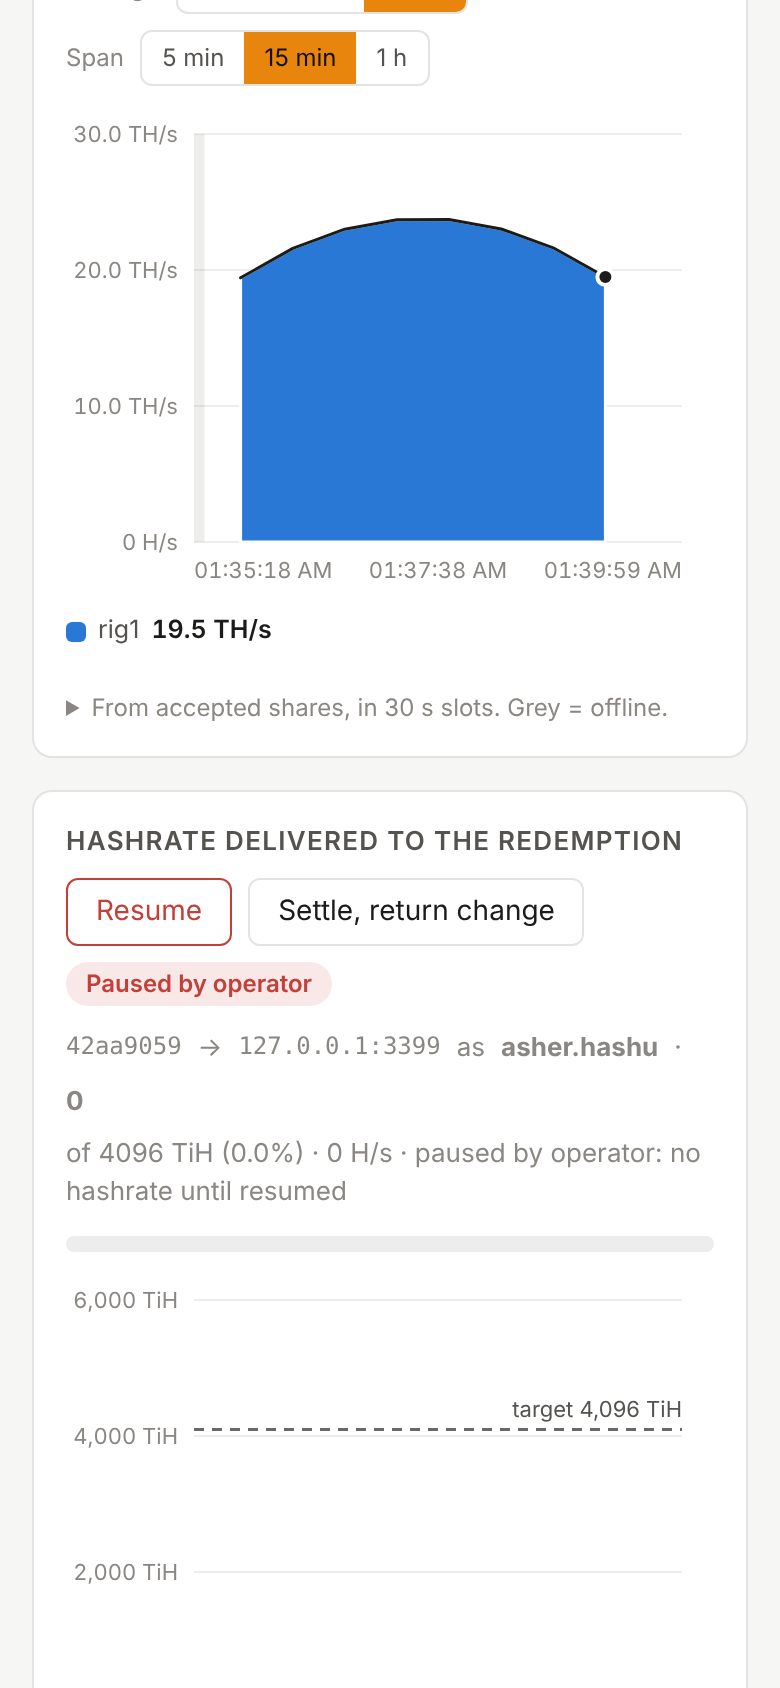 Span 5 min 15 min 1 h
30.0 TH/s
20.0 TH/s
10.0 TH/s
0 H/s
01:35:18 AM 01:37:38 AM 01:39:59 AM
rig1 19.5 TH/s
▶ From accepted shares, in 30 s slots. Grey = offline.
HASHRATE DELIVERED TO THE REDEMPTION
Resume Settle, return change
Paused by operator
42aa9059 → 127.0.0.1:3399 as asher.hashu ·
0
of 4096 TiH (0.0%) · 0 H/s · paused by operator: no
hashrate until resumed
6,000 TiH
target 4,096 TiH
4,000 TiH
2,000 TiH